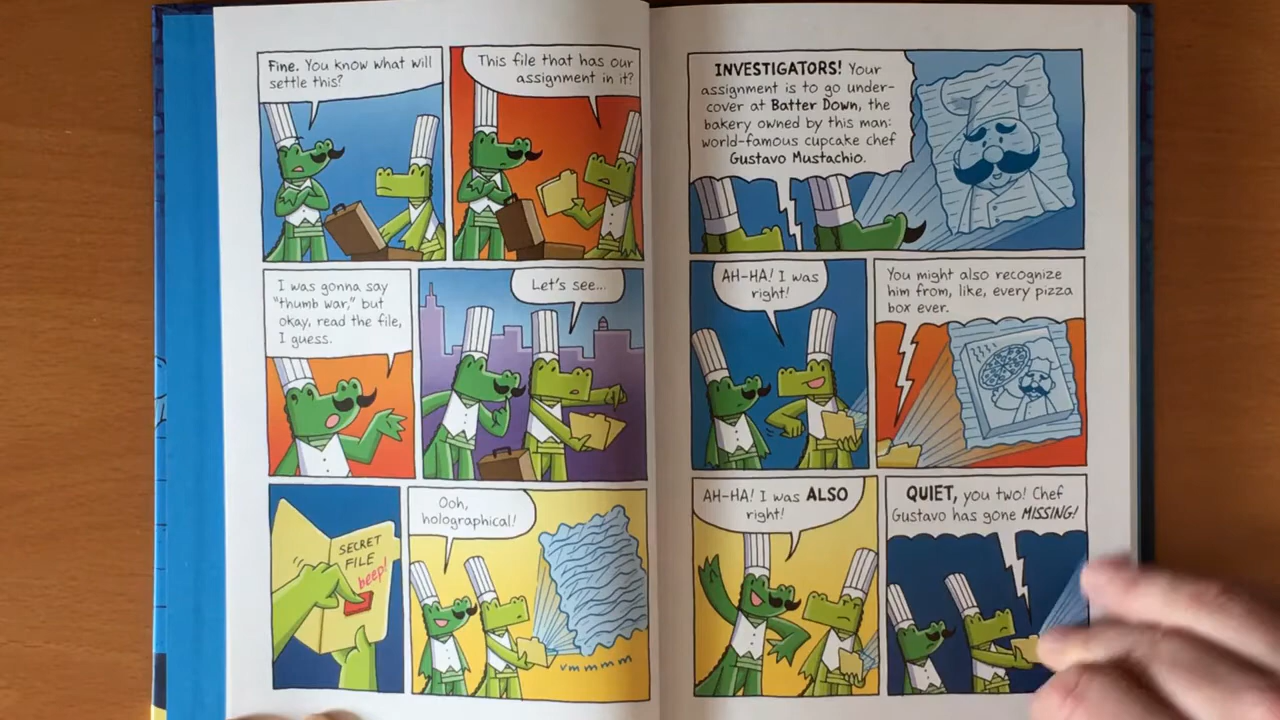 Fine. You know what will
settle this?
This file that has our
assignment in it?
I was gonna say
"thumb war," but
okay, read the file,
I guess.
Let's see...
SECRET
FILE
beep!
Ooh,
holographical!
vmmmm
INVESTIGATORS! Your
assignment is to go under-
cover at Batter Down, the
bakery owned by this man:
world-famous cupcake chef
Gustavo Mustachio.
AH-HA! I was
right!
You might also recognize
him from, like, every pizza
box ever.
AH-HA! I was ALSO
right!
QUIET, you two! Chef
Gustavo has gone MISSING!